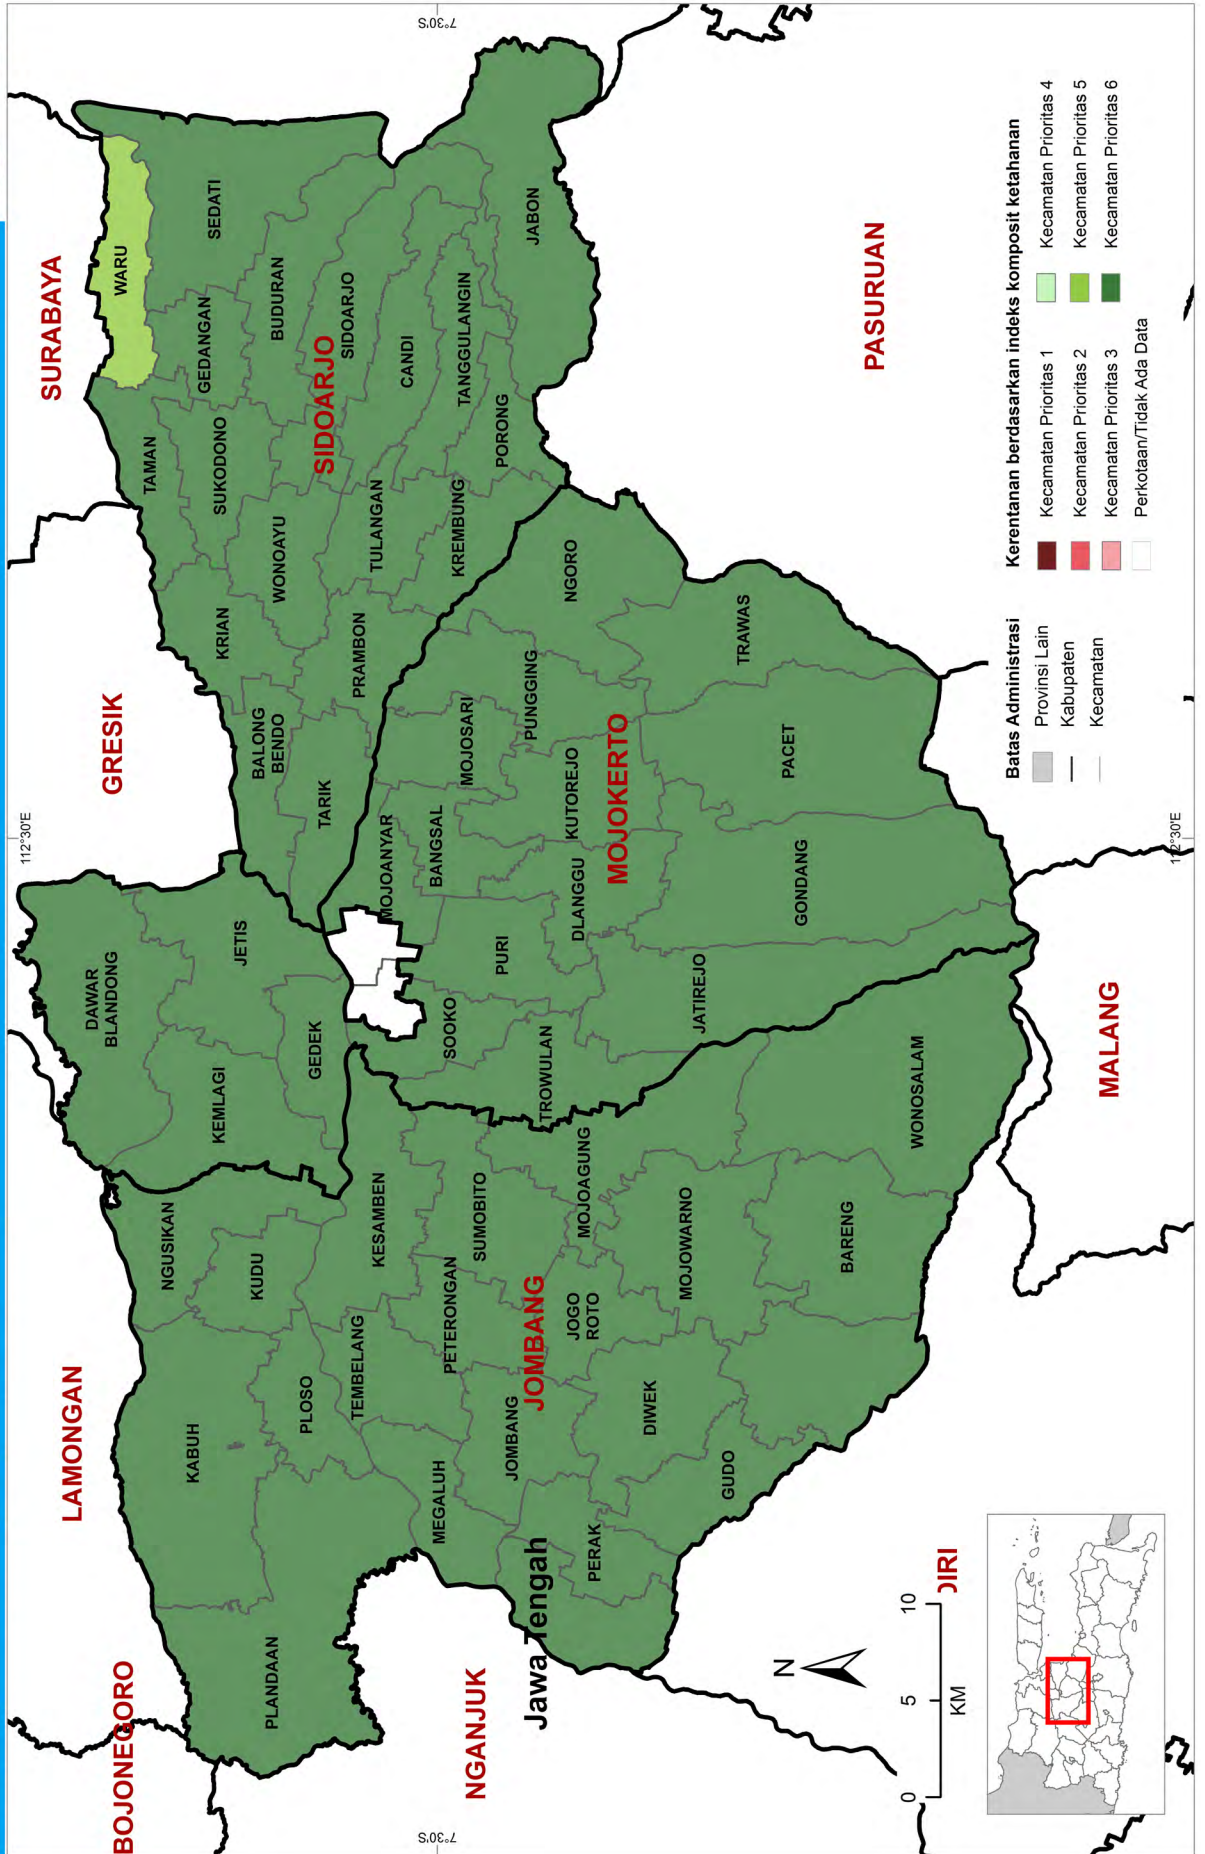 112°30'E
7°30'S
7°30'S
112°30'E
BOJONEGORO
LAMONGAN
GRESIK
SURABAYA
NGANJUK
Jawa Tengah
MALANG
PASURUAN
JOMBANG
MOJOKERTO
SIDOARJO
PLANDAAN
KABUH
NGUSIKAN
KUDU
PLOSO
TEMBELANG
KESAMBEN
MEGALUH
PETERONGAN
SUMOBITO
JOMBANG
JOGO
ROTO
MOJOAGUNG
PERAK
DIWEK
MOJOWARNO
GUDO
BARENG
WONOSALAM
DAWAR
BLANDONG
JETIS
KEMLAGI
GEDEK
SOOKO
TROWULAN
PURI
JATIREJO
MOJOANYAR
BANGSAL
DLANGGU
KUTOREJO
MOJOSARI
PUNGGING
NGORO
GONDANG
PACET
TRAWAS
TARIK
BALONG
BENDO
PRAMBON
KRIAN
WONOAYU
TULANGAN
KREMBUNG
TAMAN
SUKODONO
GEDANGAN
WARU
SEDATI
BUDURAN
SIDOARJO
CANDI
TANGGULANGIN
PORONG
JABON
N
0
5
10
KM
Batas Administrasi
Provinsi Lain
Kabupaten
Kecamatan
Kerentanan berdasarkan indeks komposit ketahanan
Kecamatan Prioritas 1
Kecamatan Prioritas 2
Kecamatan Prioritas 3
Perkotaan/Tidak Ada Data
Kecamatan Prioritas 4
Kecamatan Prioritas 5
Kecamatan Prioritas 6